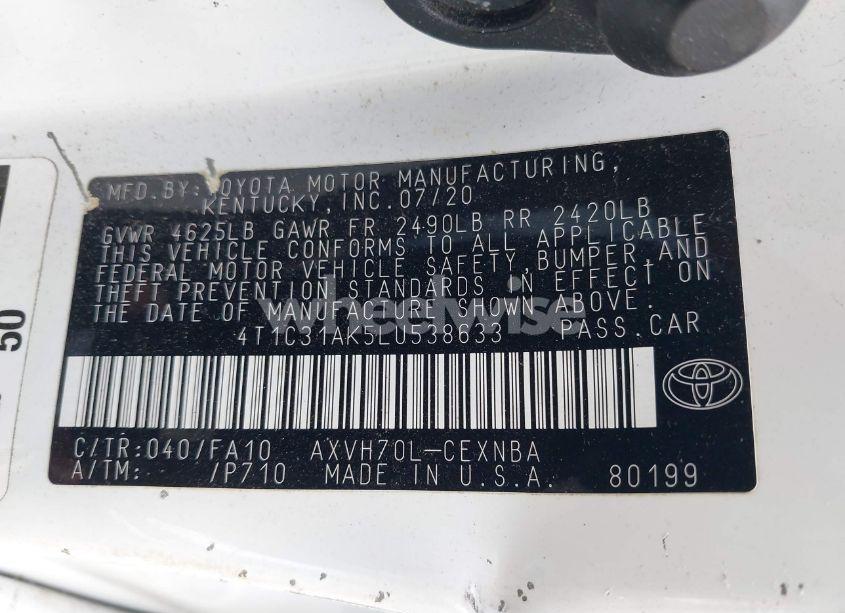 MFD.BY:TOYOTA MOTOR MANUFACTURING,
KENTUCKY,INC.07/20
GVWR 4625LB GAWR FR 2490LB RR 2420LB
THIS VEHICLE CONFORMS TO ALL APPLICABLE
FEDERAL MOTOR VEHICLE SAFETY,BUMPER,AND
THEFT PREVENTION STANDARDS IN EFFECT ON
THE DATE OF MANUFACTURE SHOWN ABOVE.
wheelwise
4T1C31AK5LU538633 PASS.CAR
C/TR:040/FA10 AXVH70L-CEXNBA
A/TM: /P710 MADE IN U.S.A. 80199
50